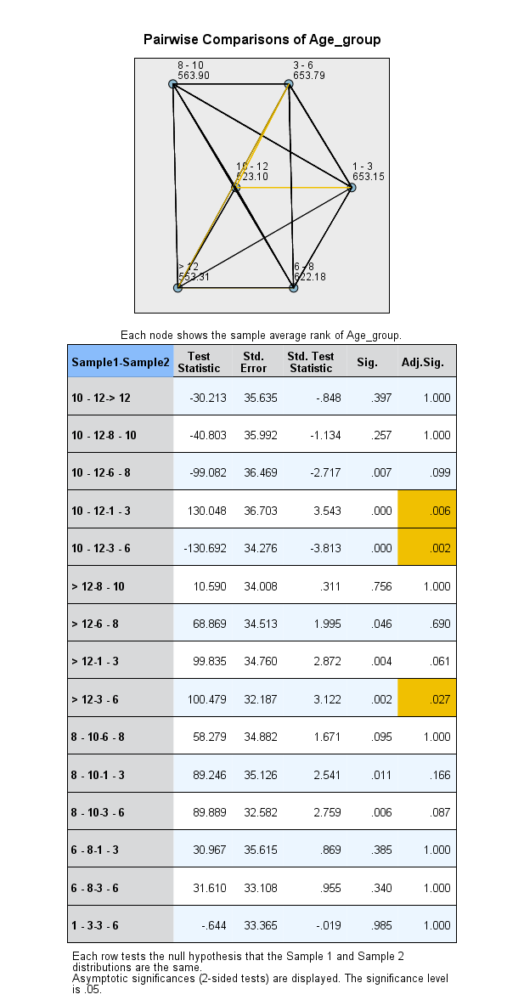 Pairwise Comparisons of Age_group
8 - 10
563.90
3 - 6
653.79
10 - 12
523.10
1 - 3
653.15
> 12
553.31
6 - 8
622.18
Each node shows the sample average rank of Age_group.
Sample1-Sample2 Test Statistic Std. Error Std. Test Statistic Sig. Adj.Sig.
10 - 12-> 12 -30.213 35.635 -.848 .397 1.000
10 - 12-8 - 10 -40.803 35.992 -1.134 .257 1.000
10 - 12-6 - 8 -99.082 36.469 -2.717 .007 .099
10 - 12-1 - 3 130.048 36.703 3.543 .000 .006
10 - 12-3 - 6 -130.692 34.276 -3.813 .000 .002
> 12-8 - 10 10.590 34.008 .311 .756 1.000
> 12-6 - 8 68.869 34.513 1.995 .046 .690
> 12-1 - 3 99.835 34.760 2.872 .004 .061
> 12-3 - 6 100.479 32.187 3.122 .002 .027
8 - 10-6 - 8 58.279 34.882 1.671 .095 1.000
8 - 10-1 - 3 89.246 35.126 2.541 .011 .166
8 - 10-3 - 6 89.889 32.582 2.759 .006 .087
6 - 8-1 - 3 30.967 35.615 .869 .385 1.000
6 - 8-3 - 6 31.610 33.108 .955 .340 1.000
1 - 3-3 - 6 -.644 33.365 -.019 .985 1.000
Each row tests the null hypothesis that the Sample 1 and Sample 2
distributions are the same.
Asymptotic significances (2-sided tests) are displayed. The significance level
is .05.